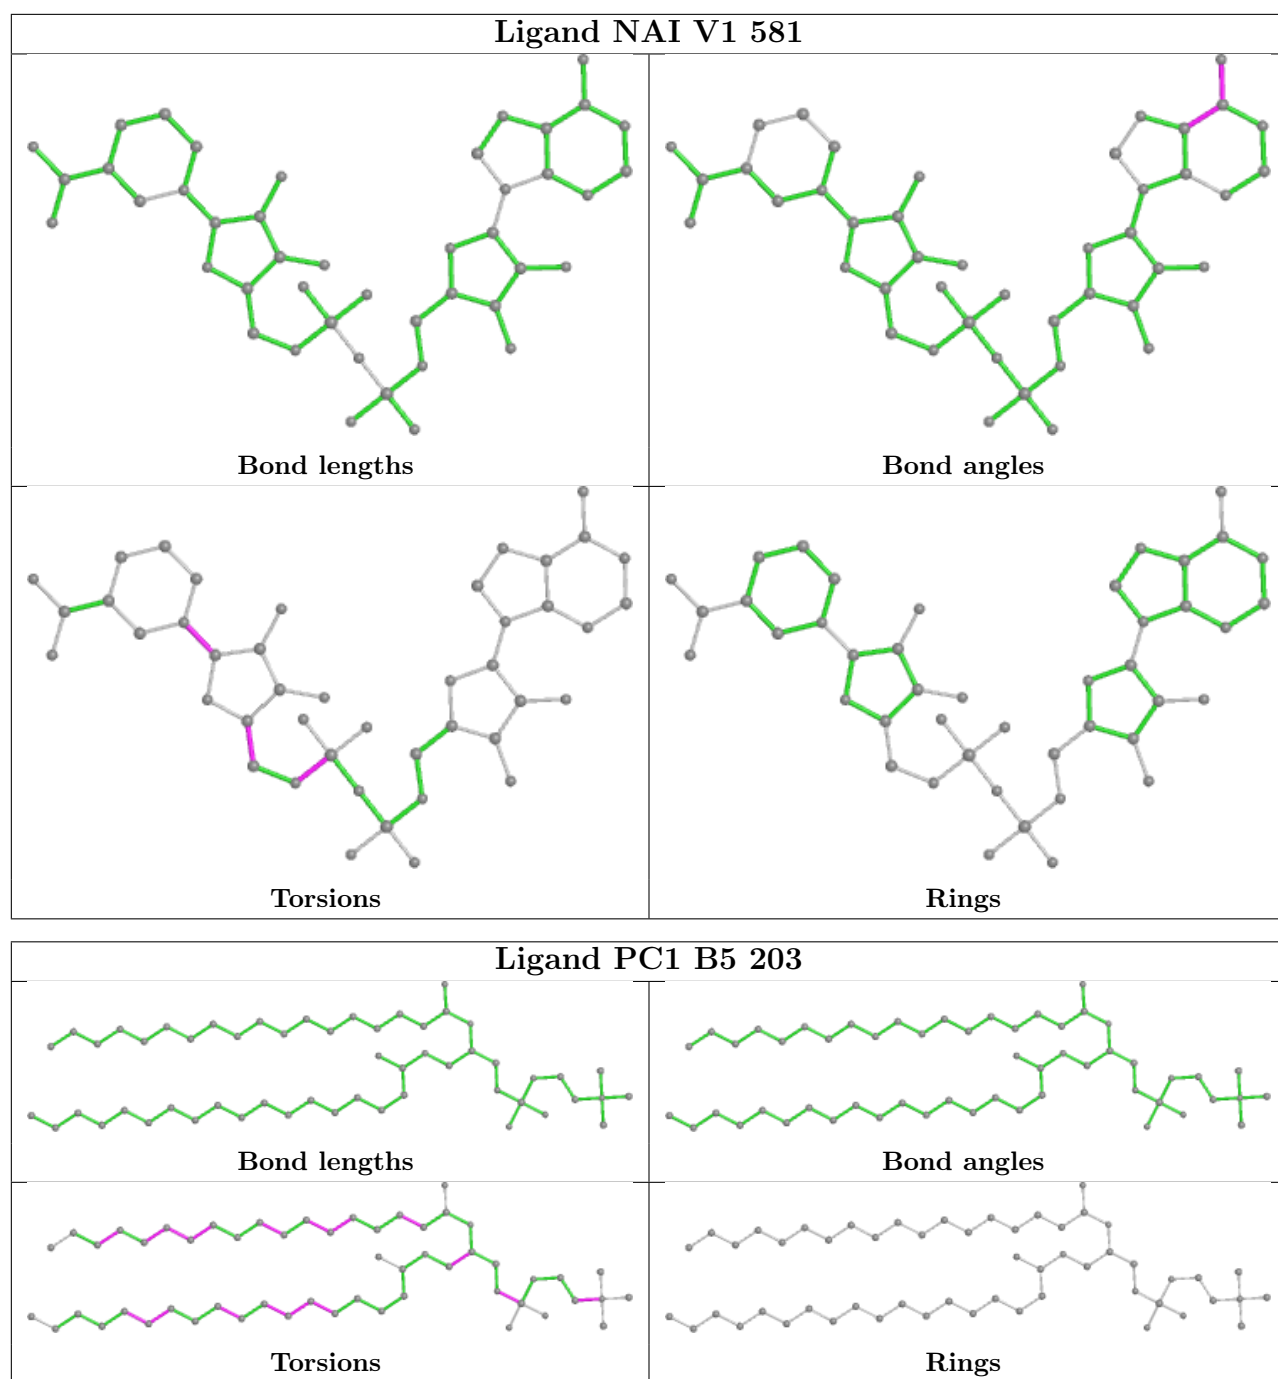 Ligand NAI V1 581
Bond lengths
Bond angles
Torsions
Rings
Ligand PC1 B5 203
Bond lengths
Bond angles
Torsions
Rings